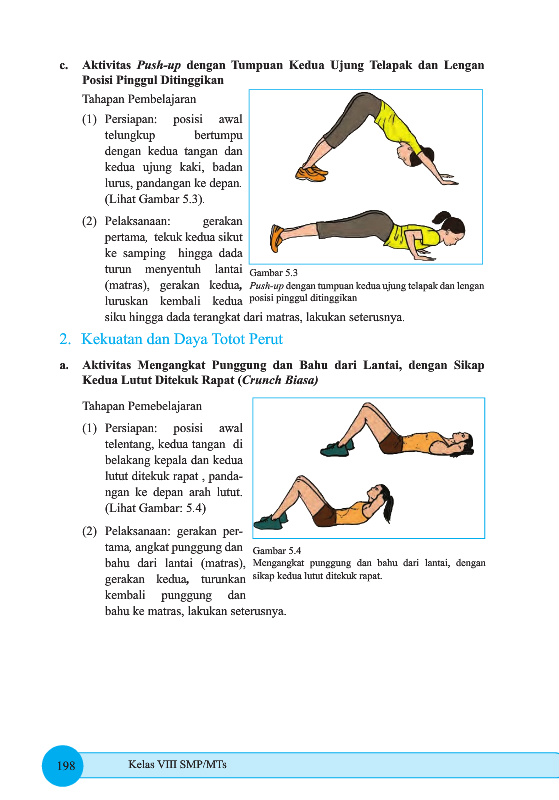 c. Aktivitas Push-up dengan Tumpuan Kedua Ujung Telapak dan Lengan
Posisi Pinggul Ditinggikan
Tahapan Pembelajaran
(1) Persiapan: posisi awal
telungkup bertumpu
dengan kedua tangan dan
kedua ujung kaki, badan
lurus, pandangan ke depan.
(Lihat Gambar 5.3).
(2) Pelaksanaan: gerakan
pertama, tekuk kedua sikut
ke samping hingga dada
turun menyentuh lantai
(matras), gerakan kedua,
luruskan kembali kedua
siku hingga dada terangkat dari matras, lakukan seterusnya.
Gambar 5.3
Push-up dengan tumpuan kedua ujung telapak dan lengan
posisi pinggul ditinggikan
2. Kekuatan dan Daya Totot Perut
a. Aktivitas Mengangkat Punggung dan Bahu dari Lantai, dengan Sikap
Kedua Lutut Ditekuk Rapat (Crunch Biasa)
Tahapan Pemebelajaran
(1) Persiapan: posisi awal
telentang, kedua tangan di
belakang kepala dan kedua
lutut ditekuk rapat , panda-
ngan ke depan arah lutut.
(Lihat Gambar: 5.4)
(2) Pelaksanaan: gerakan per-
tama, angkat punggung dan
bahu dari lantai (matras),
gerakan kedua, turunkan
kembali punggung dan
bahu ke matras, lakukan seterusnya.
Gambar 5.4
Mengangkat punggung dan bahu dari lantai, dengan
sikap kedua lutut ditekuk rapat.
198 Kelas VIII SMP/MTs